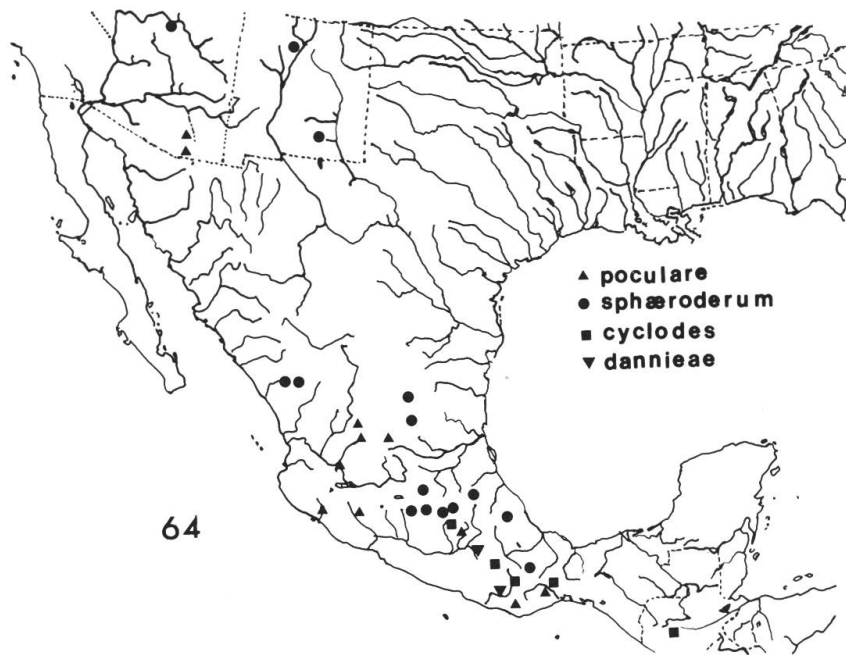 ▲ poculare
● sphæroderum
■ cyclodes
▼ dannieae
64